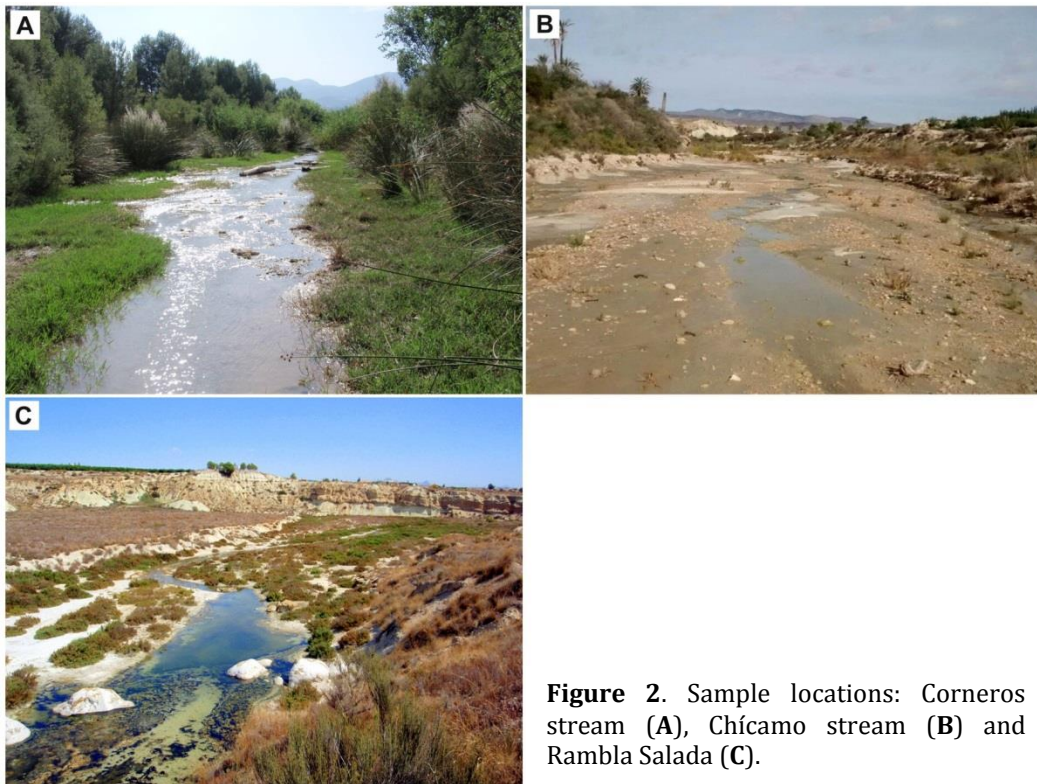 A
B
C
Figure 2. Sample locations: Corneros
stream (A), Chícamo stream (B) and
Rambla Salada (C).